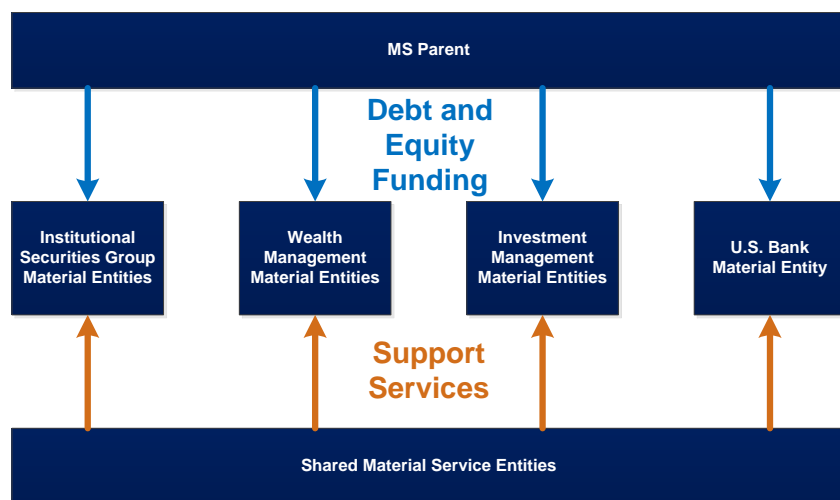 MS Parent
Debt and
Equity
Funding
Institutional
Securities Group
Material Entities
Wealth
Management
Material Entities
Investment
Management
Material Entities
U.S. Bank
Material Entity
Support
Services
Shared Material Service Entities